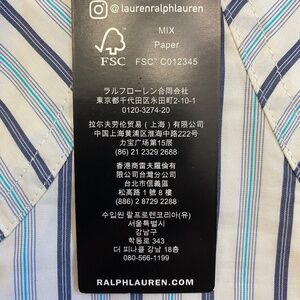 @laurenralphlauren
MIX
Paper
FSC™ C012345
FSC
ラルフローレン合同会社
東京都千代田区永田町2-10-1
0120-3274-20
拉尔夫劳伦贸易（上海）有限公司
中国上海黄浦区淮海中路222号
力宝广场第15层
(86) 21 2329 2688
香港商雷夫羅倫有
限公司台灣分公司
台北市信義區
松高路 1 號 8 樓
(886) 2 8729 2288
수입원 랄프로렌코리아(유)
서울특별시
강남구
학동로 343
더 피나클 강남 18층
080-566-1199
RALPHLAUREN.COM